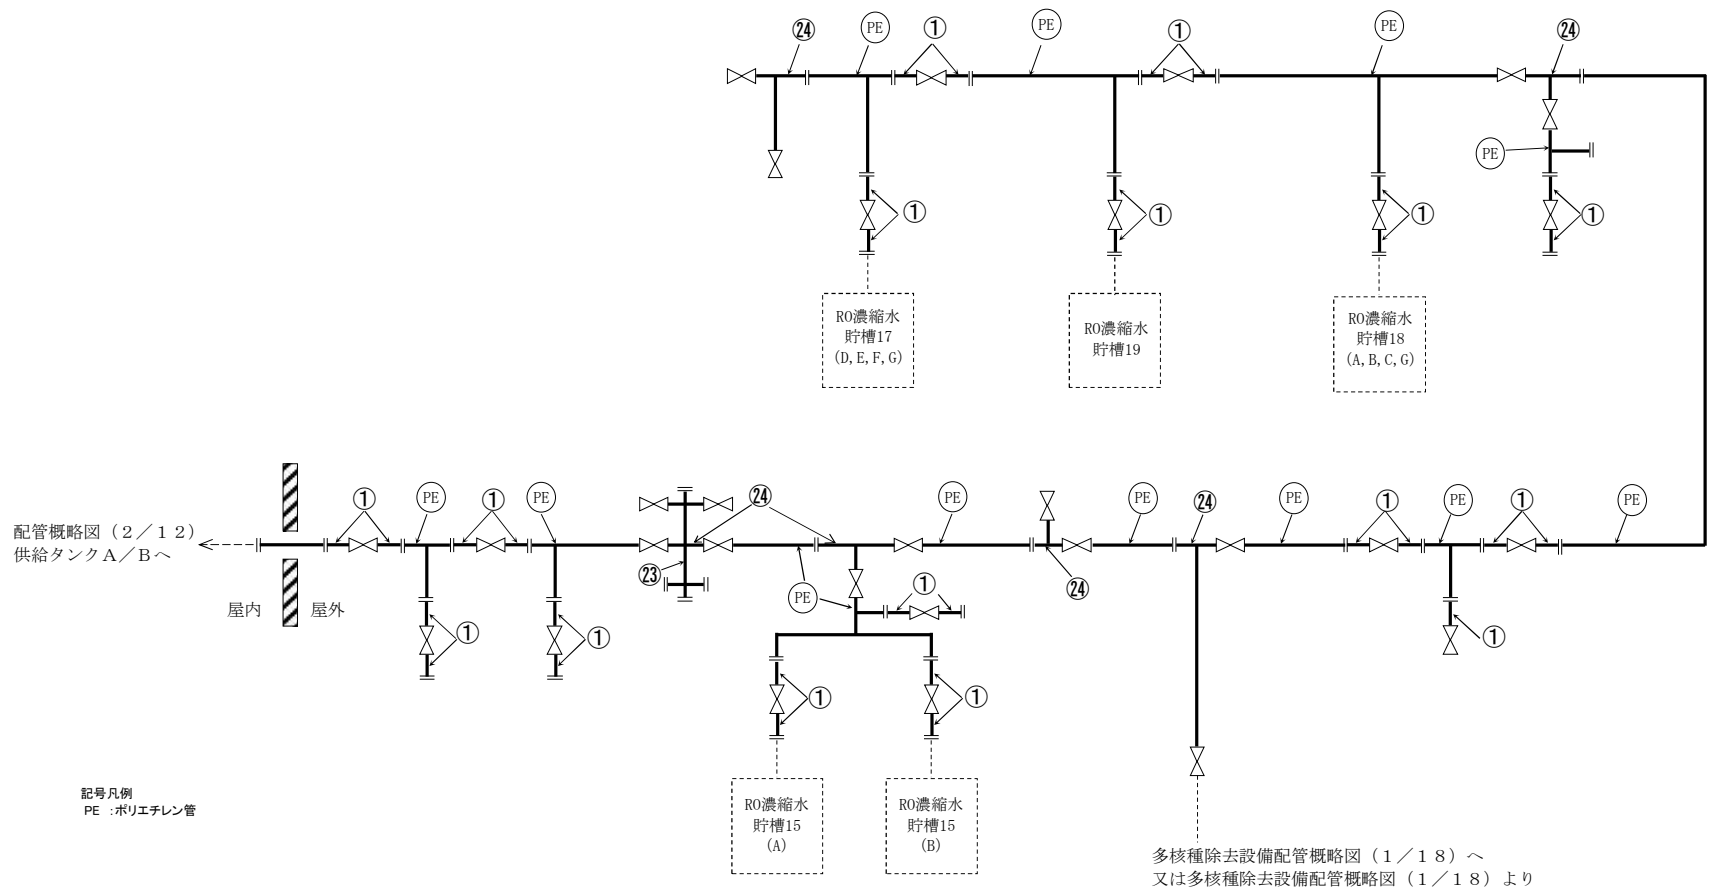 ㉔
PE
①
PE
①
PE
㉔
PE
①
①
①
①
RO濃縮水
貯槽17
(D,E,F,G)
RO濃縮水
貯槽19
RO濃縮水
貯槽18
(A,B,C,G)
①
PE
①
PE
㉔
PE
PE
㉔
PE
①
PE
①
PE
配管概略図（２／１２）
供給タンクＡ／Ｂへ
屋内
屋外
㉓
PE
①
㉔
①
①
①
①
①
RO濃縮水
貯槽15
(A)
RO濃縮水
貯槽15
(B)
記号凡例
PE ：ポリエチレン管
多核種除去設備配管概略図（１／１８）へ
又は多核種除去設備配管概略図（１／１８）より